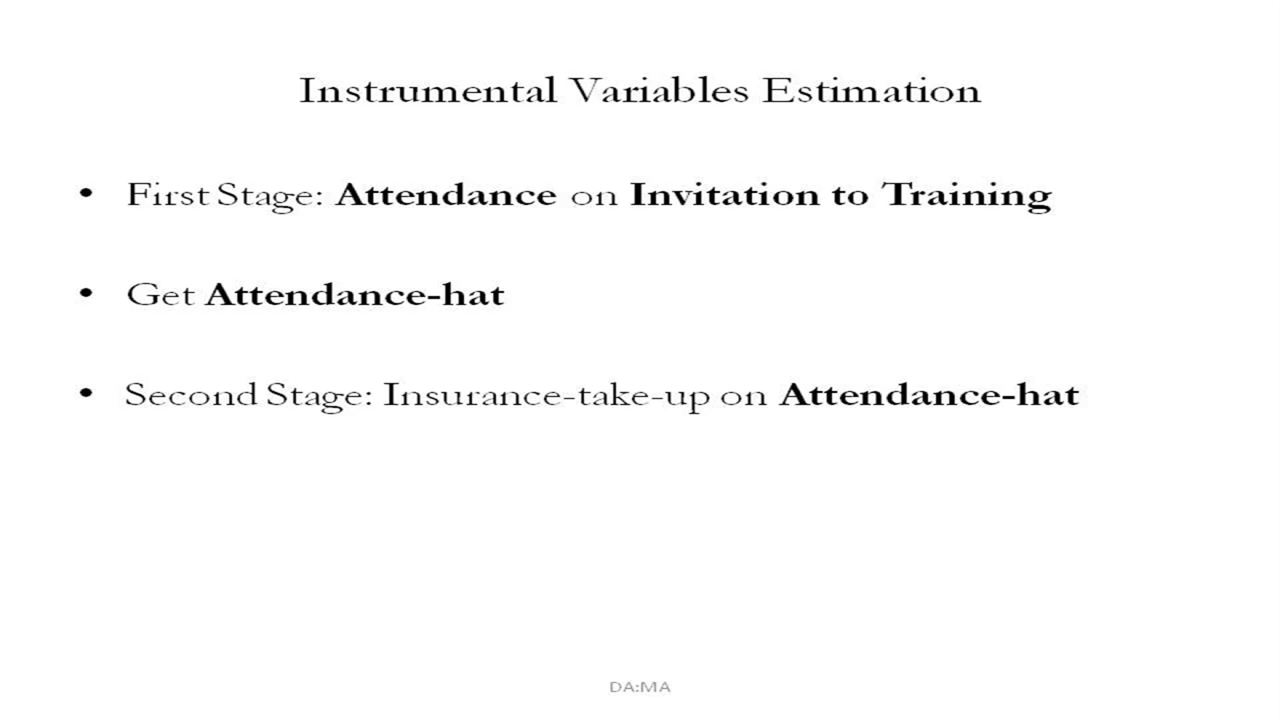 Instrumental Variables Estimation
• First Stage: Attendance on Invitation to Training
• Get Attendance-hat
• Second Stage: Insurance-take-up on Attendance-hat
DA:MA